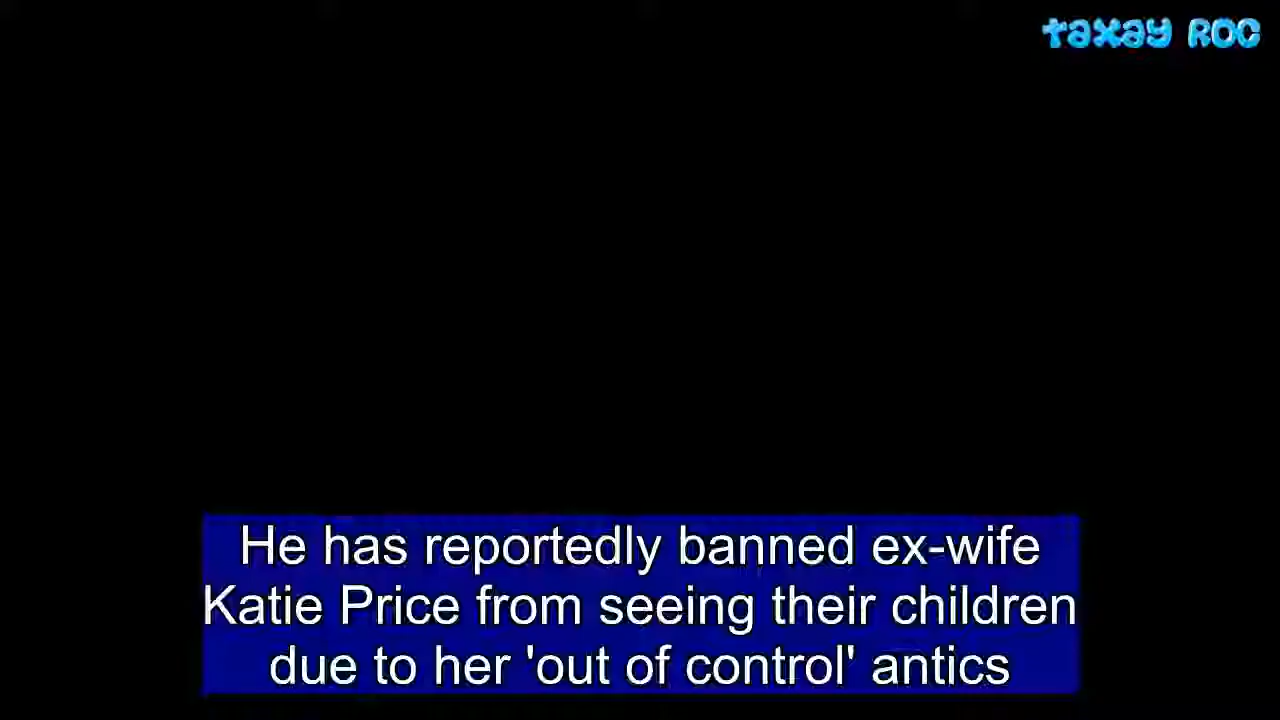 taxay ROC
He has reportedly banned ex-wife
Katie Price from seeing their children
due to her 'out of control' antics